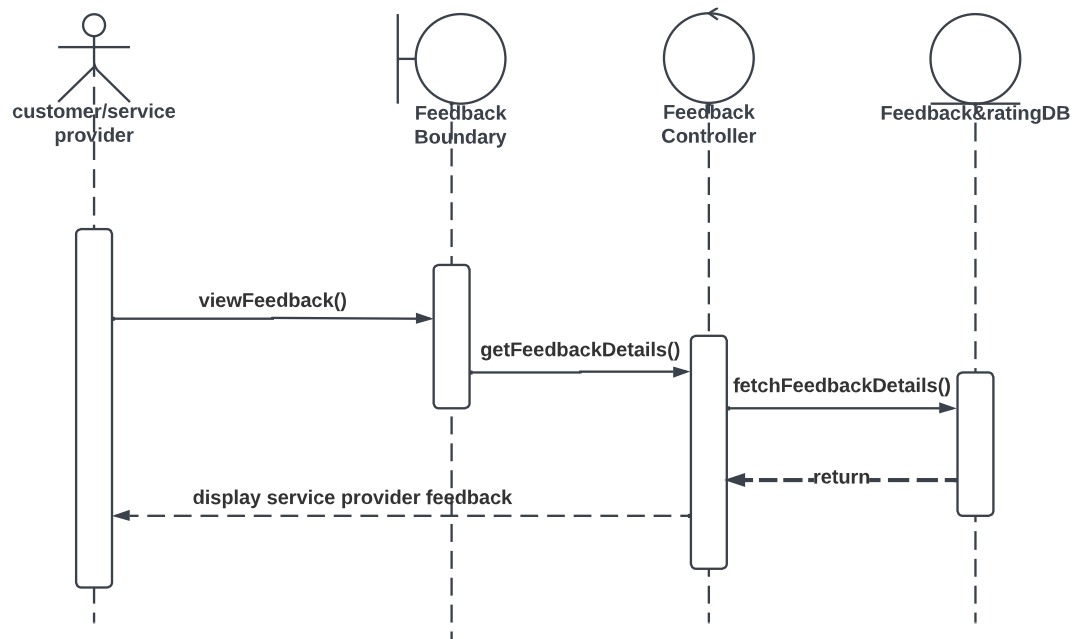 customer/service
provider
Feedback
Boundary
Feedback
Controller
Feedback&ratingDB
viewFeedback()
getFeedbackDetails()
fetchFeedbackDetails()
return
display service provider feedback